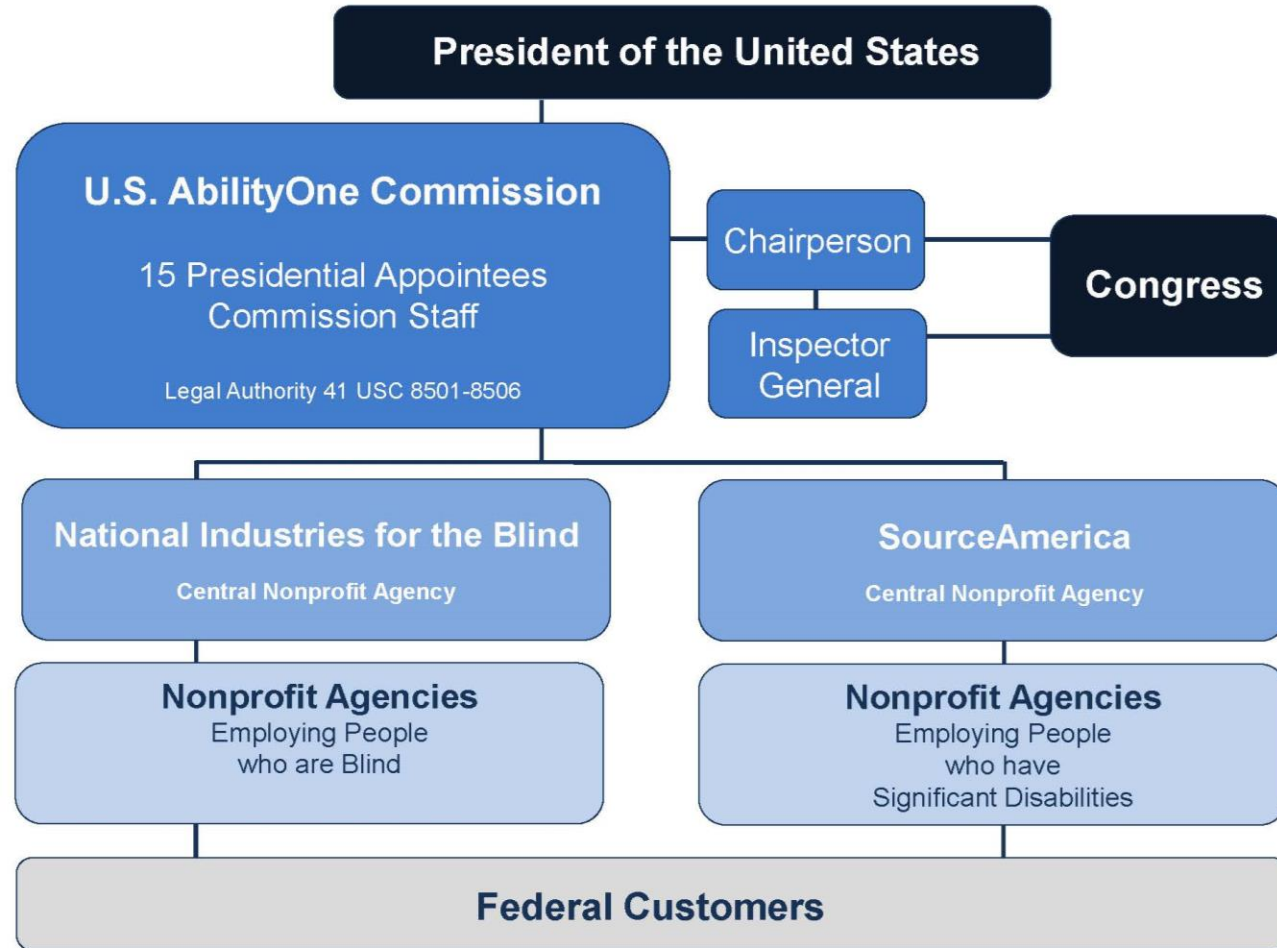 President of the United States
U.S. AbilityOne Commission
15 Presidential Appointees
Commission Staff
Legal Authority 41 USC 8501-8506
Chairperson
Inspector
General
Congress
National Industries for the Blind
Central Nonprofit Agency
SourceAmerica
Central Nonprofit Agency
Nonprofit Agencies
Employing People
who are Blind
Nonprofit Agencies
Employing People
who have
Significant Disabilities
Federal Customers